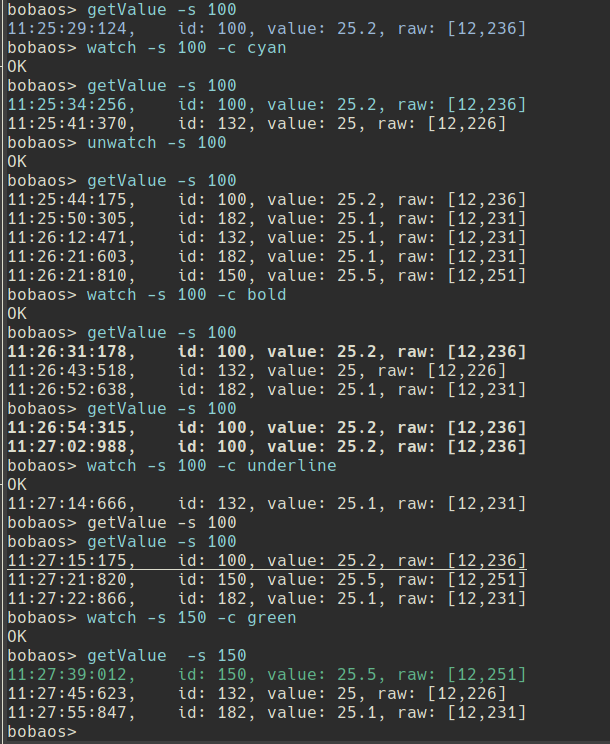 bobaos> getValue -s 100
11:25:29:124,    id: 100, value: 25.2, raw: [12,236]
bobaos> watch -s 100 -c cyan
OK
bobaos> getValue -s 100
11:25:34:256,    id: 100, value: 25.2, raw: [12,236]
11:25:41:370,    id: 132, value: 25, raw: [12,226]
bobaos> unwatch -s 100
OK
bobaos> getValue -s 100
11:25:44:175,    id: 100, value: 25.2, raw: [12,236]
11:25:50:305,    id: 182, value: 25.1, raw: [12,231]
11:26:12:471,    id: 132, value: 25.1, raw: [12,231]
11:26:21:603,    id: 182, value: 25.1, raw: [12,231]
11:26:21:810,    id: 150, value: 25.5, raw: [12,251]
bobaos> watch -s 100 -c bold
OK
bobaos> getValue -s 100
11:26:31:178,    id: 100, value: 25.2, raw: [12,236]
11:26:43:518,    id: 132, value: 25, raw: [12,226]
11:26:52:638,    id: 182, value: 25.1, raw: [12,231]
bobaos> getValue -s 100
11:26:54:315,    id: 100, value: 25.2, raw: [12,236]
11:27:02:988,    id: 100, value: 25.2, raw: [12,236]
bobaos> watch -s 100 -c underline
OK
11:27:14:666,    id: 132, value: 25.1, raw: [12,231]
bobaos> getValue -s 100
bobaos> getValue -s 100
11:27:15:175,    id: 100, value: 25.2, raw: [12,236]
11:27:21:820,    id: 150, value: 25.5, raw: [12,251]
11:27:22:866,    id: 182, value: 25.1, raw: [12,231]
bobaos> watch -s 150 -c green
OK
bobaos> getValue  -s 150
11:27:39:012,    id: 150, value: 25.5, raw: [12,251]
11:27:45:623,    id: 132, value: 25, raw: [12,226]
11:27:55:847,    id: 182, value: 25.1, raw: [12,231]
bobaos>